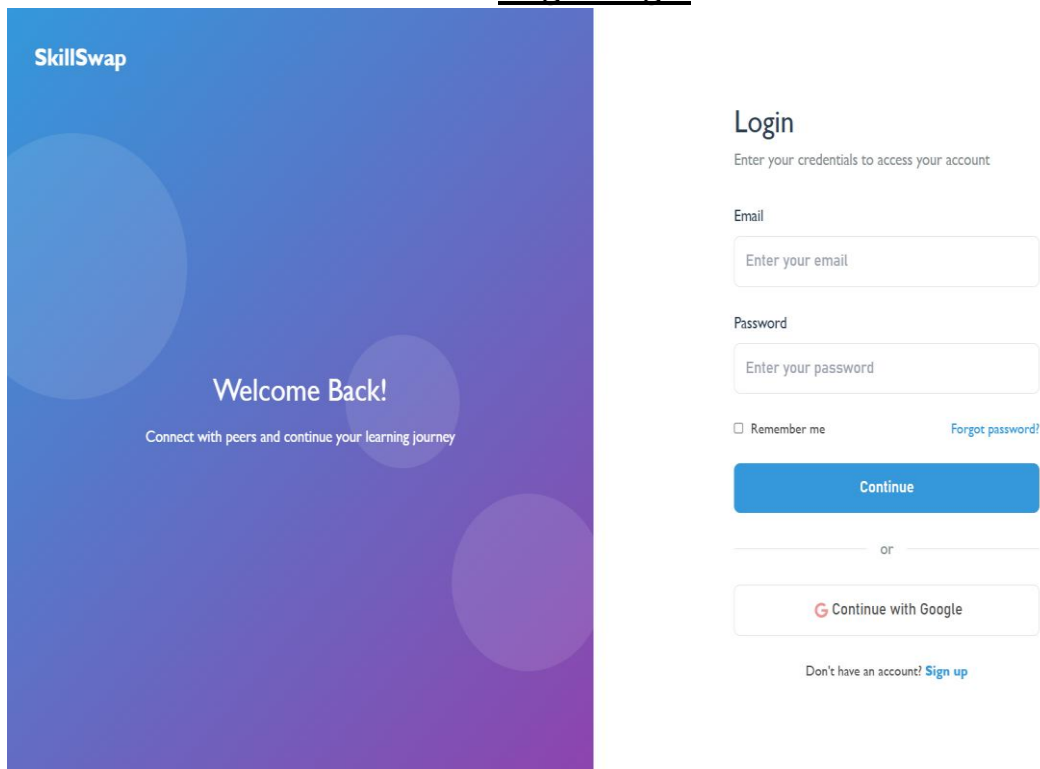 SkillSwap
Welcome Back!
Connect with peers and continue your learning journey
Login
Enter your credentials to access your account
Email
Enter your email
Password
Enter your password
Remember me Forgot password?
Continue
or
Continue with Google
Don't have an account? Sign up